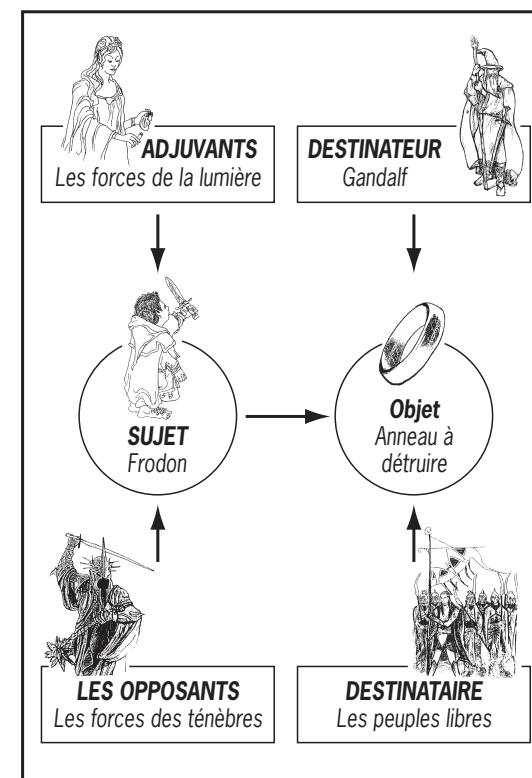 ADJUVANTS
Les forces de la lumière
DESTINATEUR
Gandalf
SUJET
Frodon
Objet
Anneau à
détruire
LES OPPOSANTS
Les forces des ténèbres
DESTINATAIRE
Les peuples libres